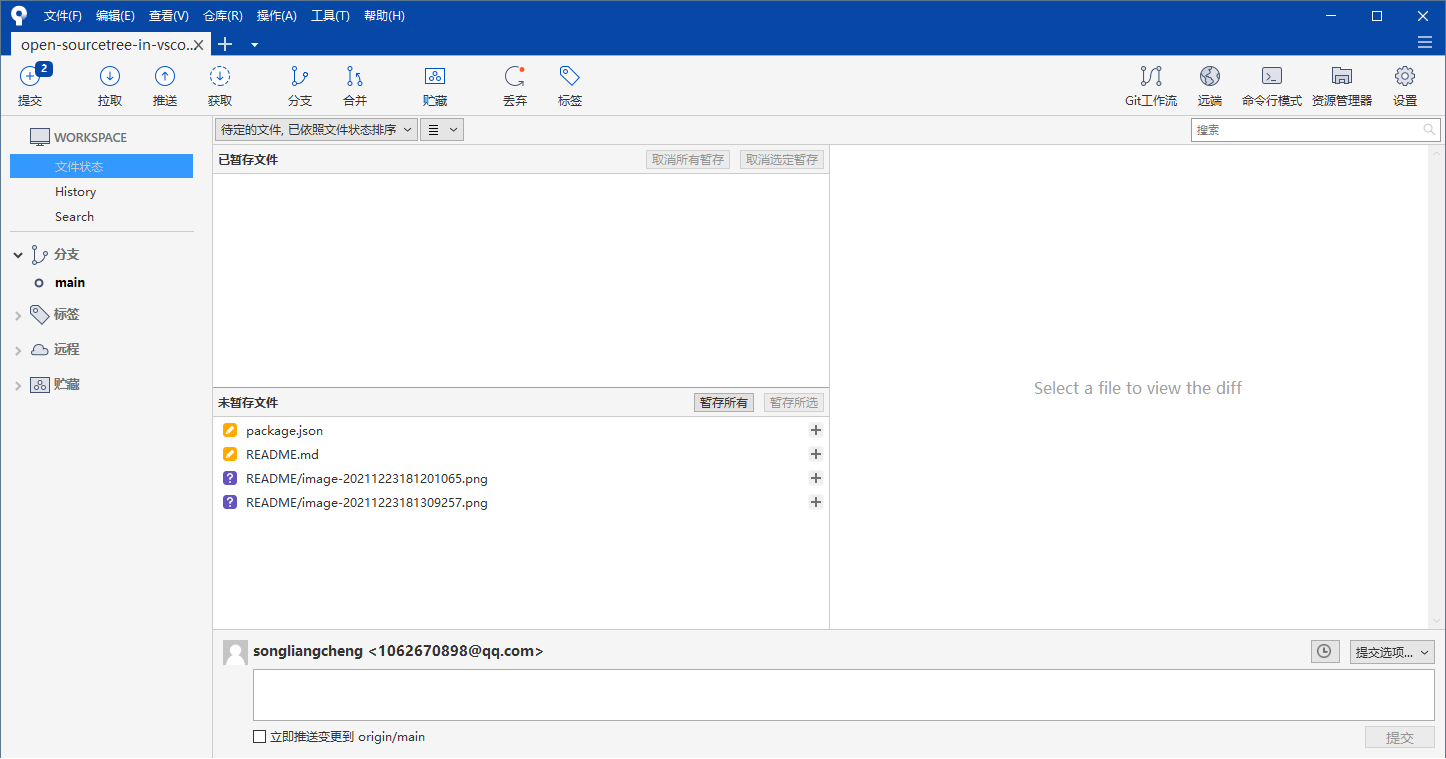 文件(F) 编辑(E) 查看(V) 仓库(R) 操作(A) 工具(T) 帮助(H)
open-sourcetree-in-vsco..
2
提交 拉取 推送 获取 分支 合并 贮藏 丢弃 标签 Git工作流 远端 命令行模式 资源管理器 设置
WORKSPACE
文件状态
History
Search
分支
main
标签
远程
贮藏
待定的文件, 已依照文件状态排序
搜索
已暂存文件 取消所有暂存 取消选定暂存
Select a file to view the diff
未暂存文件 暂存所有 暂存所选
package.json
README.md
README/image-20211223181201065.png
README/image-20211223181309257.png
songliangcheng <1062670898@qq.com>
提交选项...
立即推送变更到 origin/main
提交